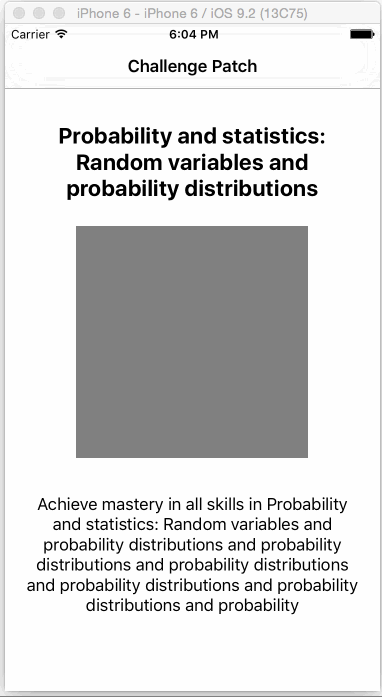 iPhone 6 - iPhone 6 / iOS 9.2 (13C75)
Carrier 6:04 PM
Challenge Patch
Probability and statistics:
Random variables and
probability distributions
Achieve mastery in all skills in Probability
and statistics: Random variables and
probability distributions and probability
distributions and probability distributions
and probability distributions and probability
distributions and probability